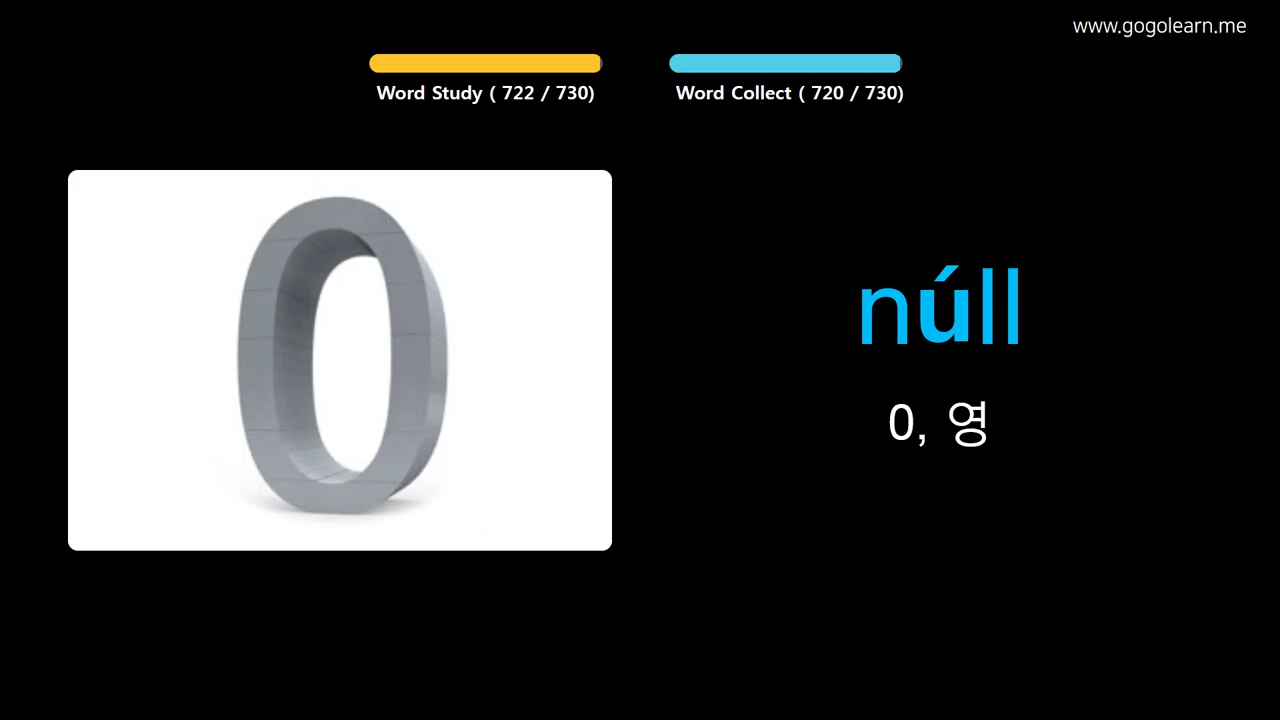 www.gogolearn.me
Word Study ( 722 / 730)
Word Collect ( 720 / 730)
0
núll
0, 영